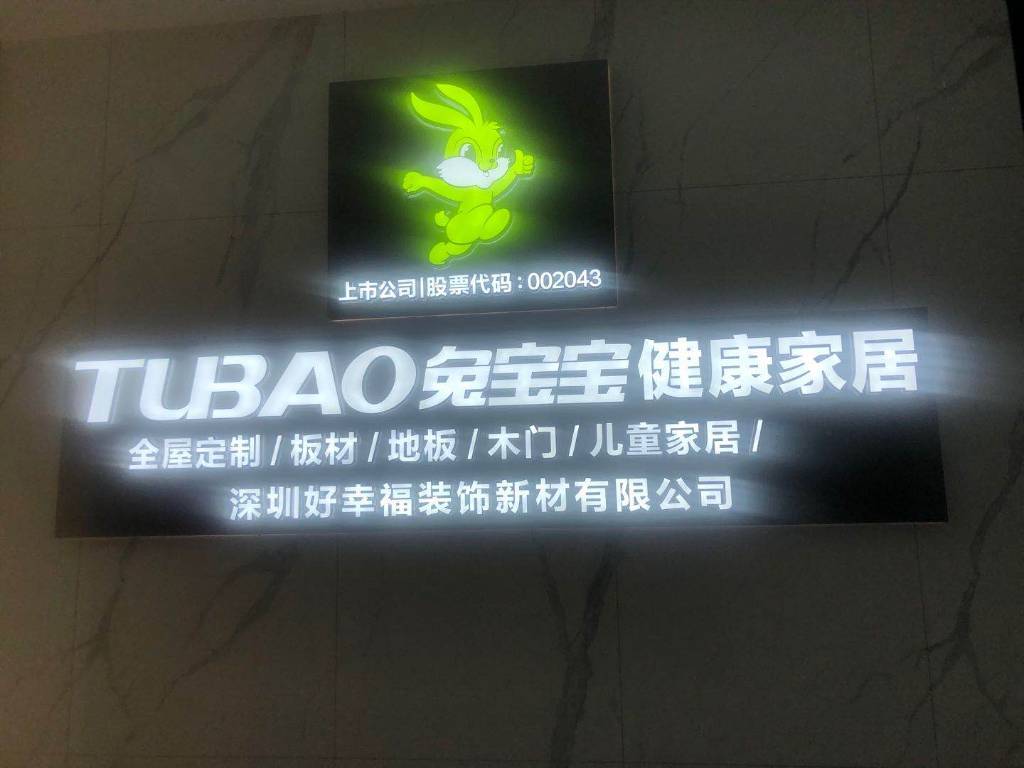 上市公司|股票代码:002043
TUBAO兔宝宝健康家居
全屋定制/板材/地板/木门/儿童家居/
深圳好幸福装饰新材有限公司